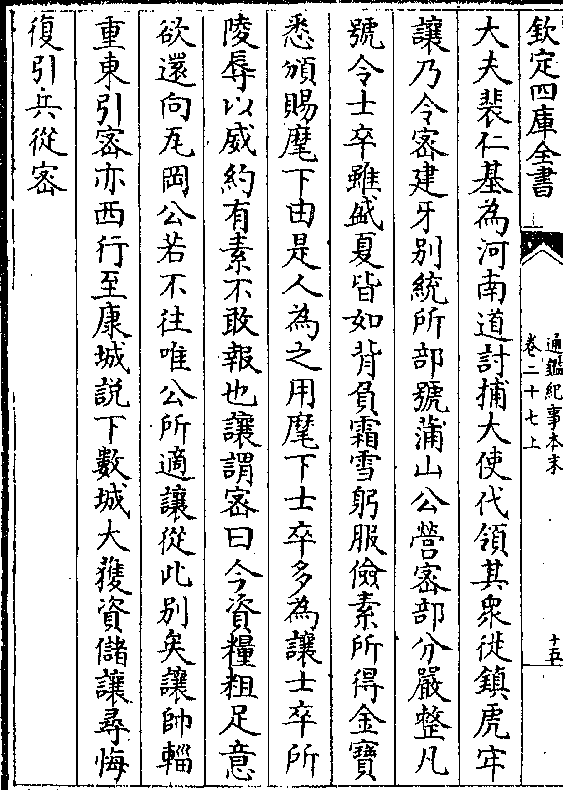 欽定四庫全書
通鑑紀事本末
卷二十七上
十五
大夫裴仁基為河南道討捕大使代領其衆徙鎮虎牢
讓乃令密建牙别統所部號蒲山公營密部分嚴整凡
號令士卒雖盛夏皆如背負霜雪躬服儉素所得金寶
悉頒賜麾下由是人為之用麾下士卒多為讓士卒所
陵辱以威約有素不敢報也讓謂密曰今資糧粗足意
欲還向瓦岡公若不往唯公所適讓從此别矣讓帥輜
重東引密亦西行至康城説下數城大獲資儲讓尋悔
復引兵從密